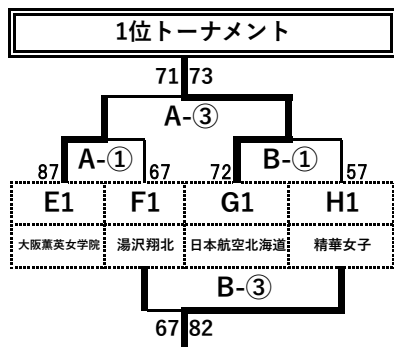 1位トーナメント
71 73
A-③
A-① B-①
87 67 72 57
E1 F1 G1 H1
大阪薫英女学院 湯沢翔北 日本航空北海道 精華女子
B-③
67 82